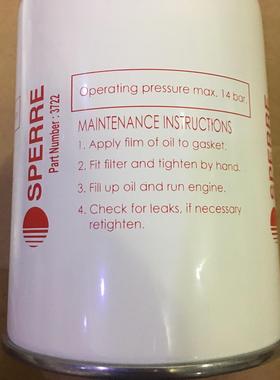 Operating pressure max. 14 bar.
MAINTENANCE INSTRUCTIONS
1. Apply film of oil to gasket.
2. Fit filter and tighten by hand.
3. Fill up oil and run engine.
4. Check for leaks, if necessary
retighten.
SPERRE
Part Number : 3722